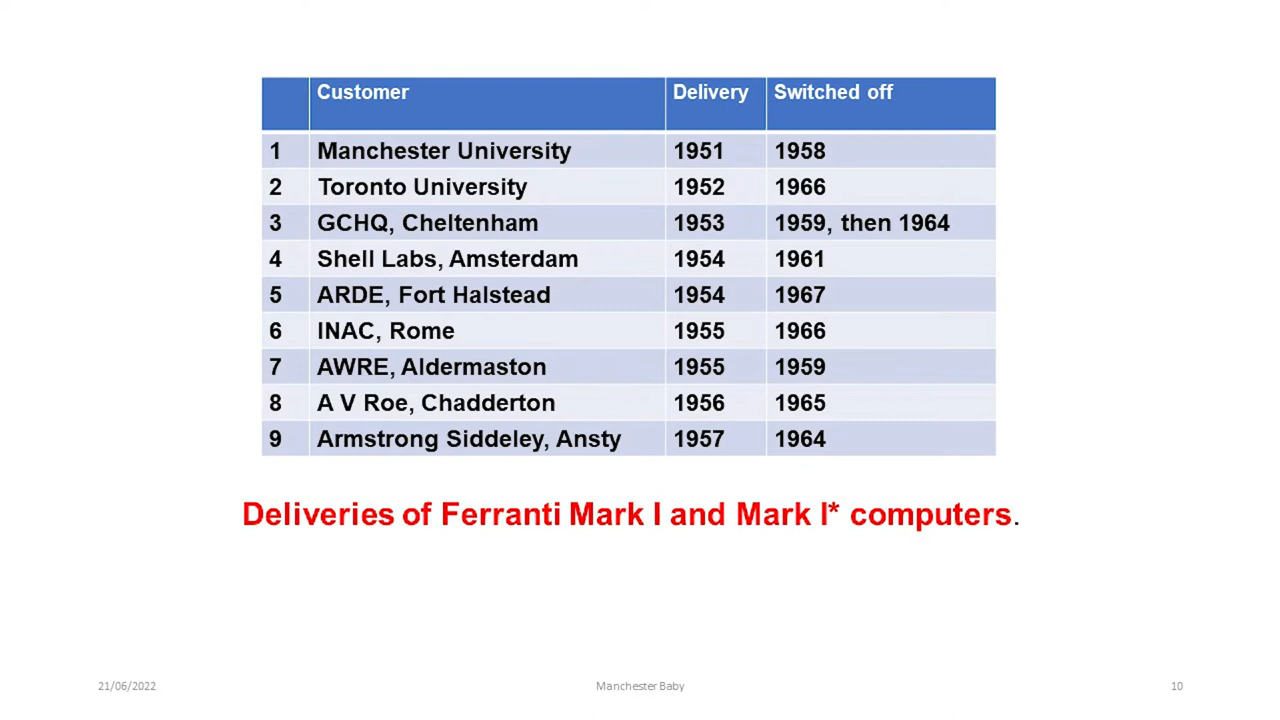 Customer Delivery Switched off
1 Manchester University 1951 1958
2 Toronto University 1952 1966
3 GCHQ, Cheltenham 1953 1959, then 1964
4 Shell Labs, Amsterdam 1954 1961
5 ARDE, Fort Halstead 1954 1967
6 INAC, Rome 1955 1966
7 AWRE, Aldermaston 1955 1959
8 A V Roe, Chadderton 1956 1965
9 Armstrong Siddeley, Ansty 1957 1964
Deliveries of Ferranti Mark I and Mark I* computers.
21/06/2022 Manchester Baby 10